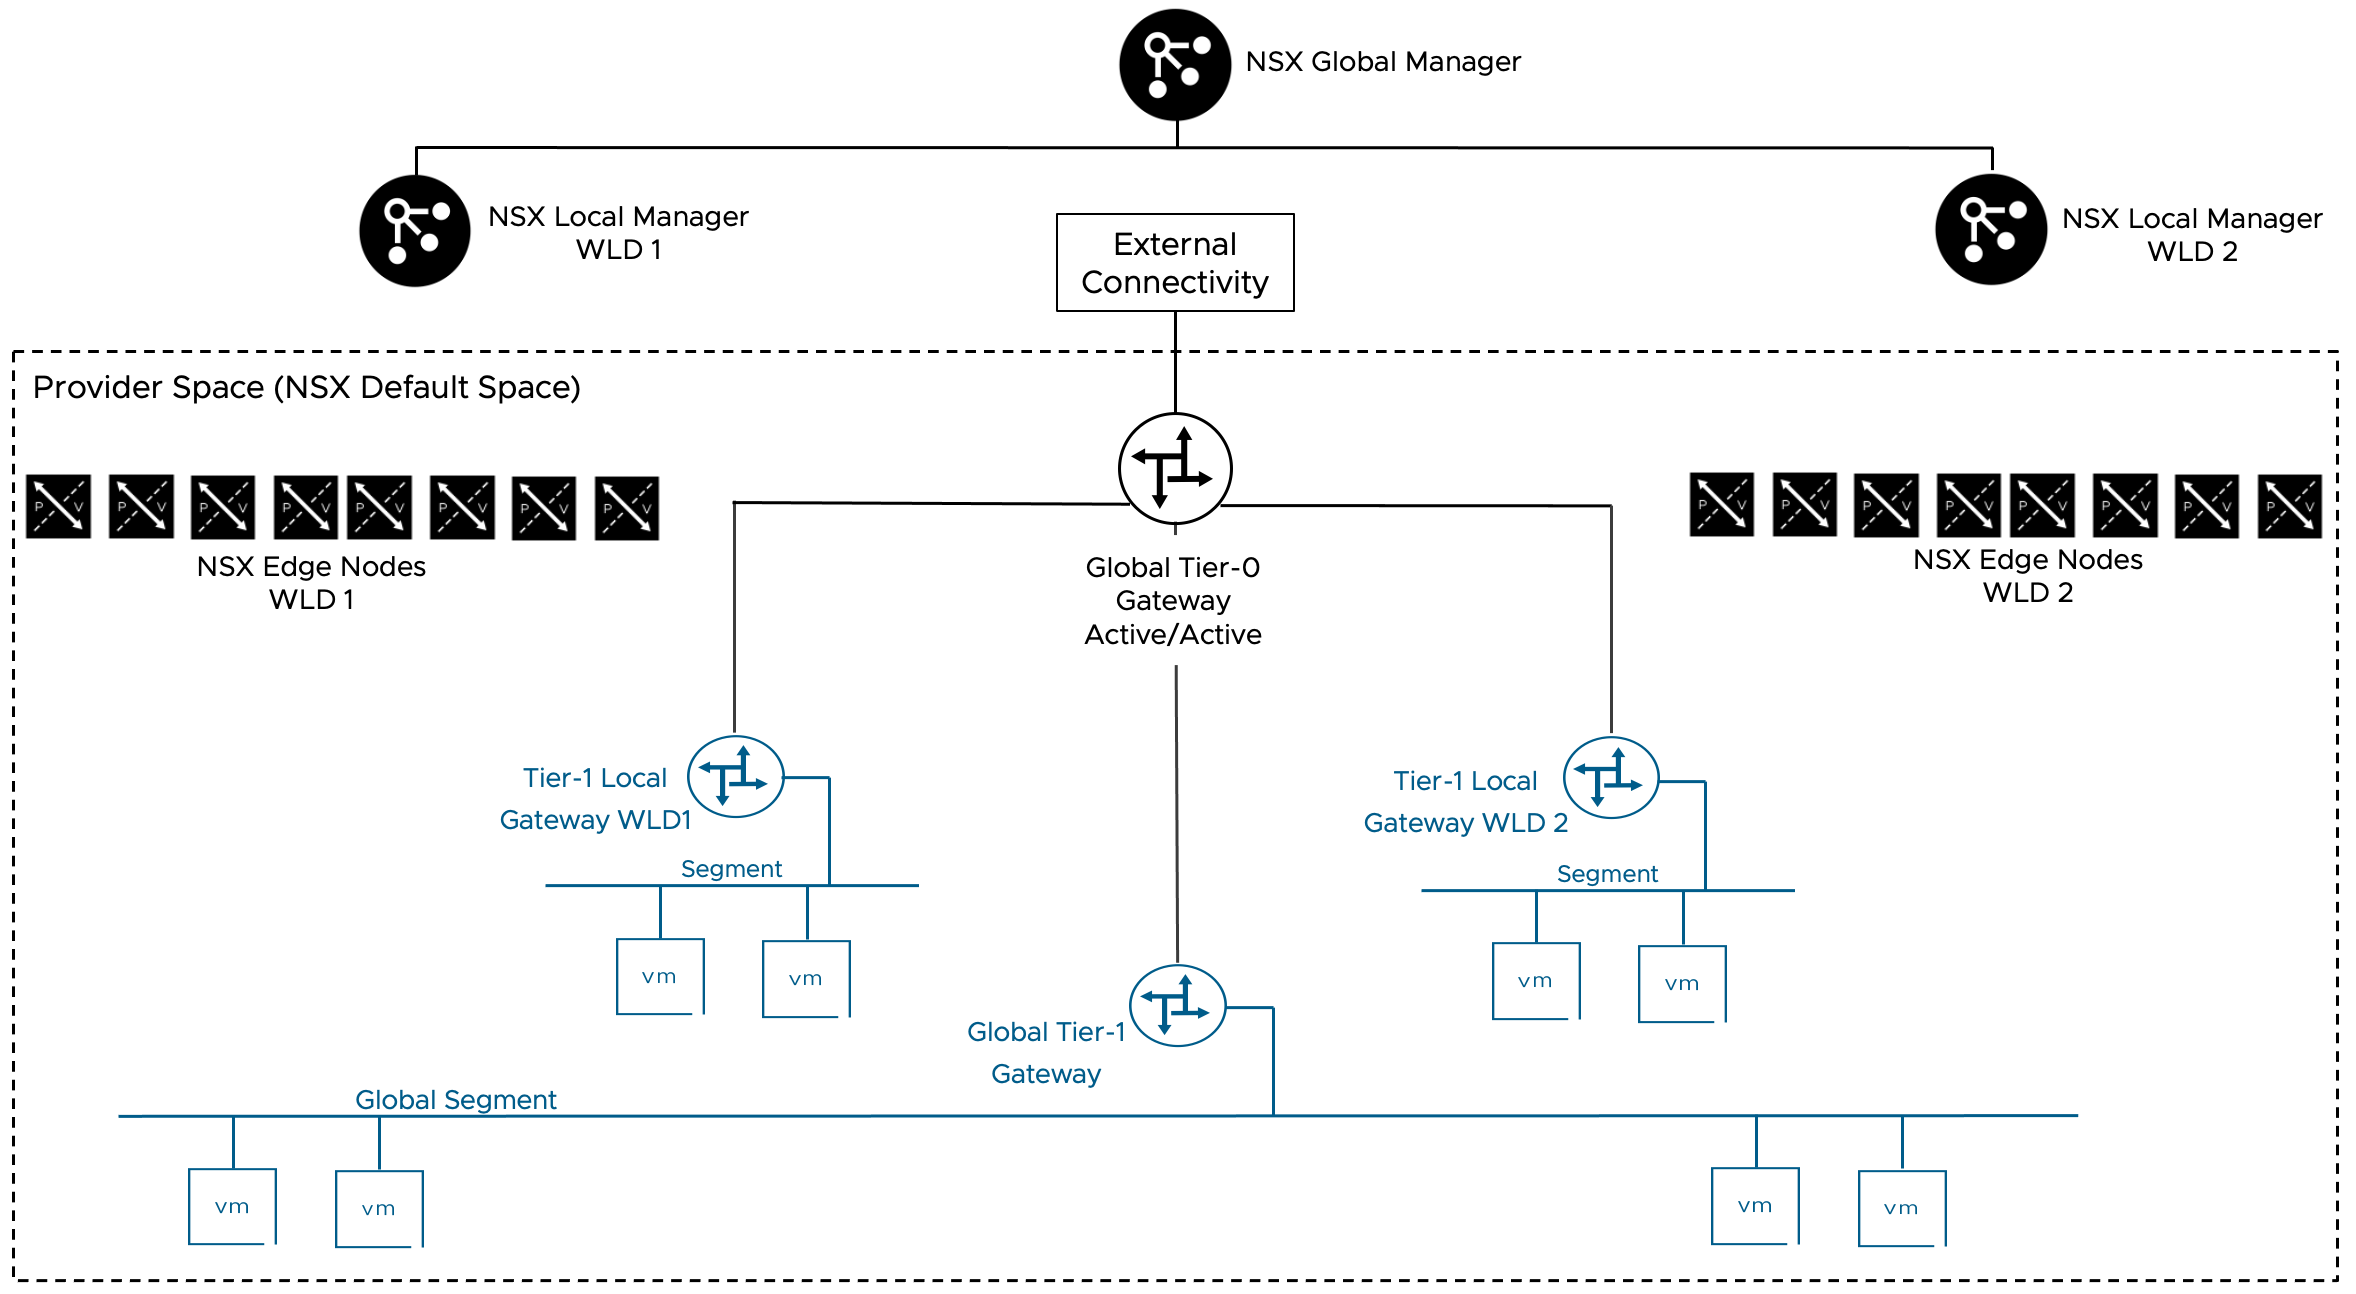 NSX Global Manager
NSX Local Manager
WLD 1
NSX Local Manager
WLD 2
External
Connectivity
Provider Space (NSX Default Space)
P V
P V
P V
P V
P V
P V
P V
P V
NSX Edge Nodes
WLD 1
P V
P V
P V
P V
P V
P V
P V
P V
NSX Edge Nodes
WLD 2
Global Tier-0
Gateway
Active/Active
Tier-1 Local
Gateway WLD1
Segment
vm
vm
Tier-1 Local
Gateway WLD 2
Segment
vm
vm
Global Tier-1
Gateway
Global Segment
vm
vm
vm
vm